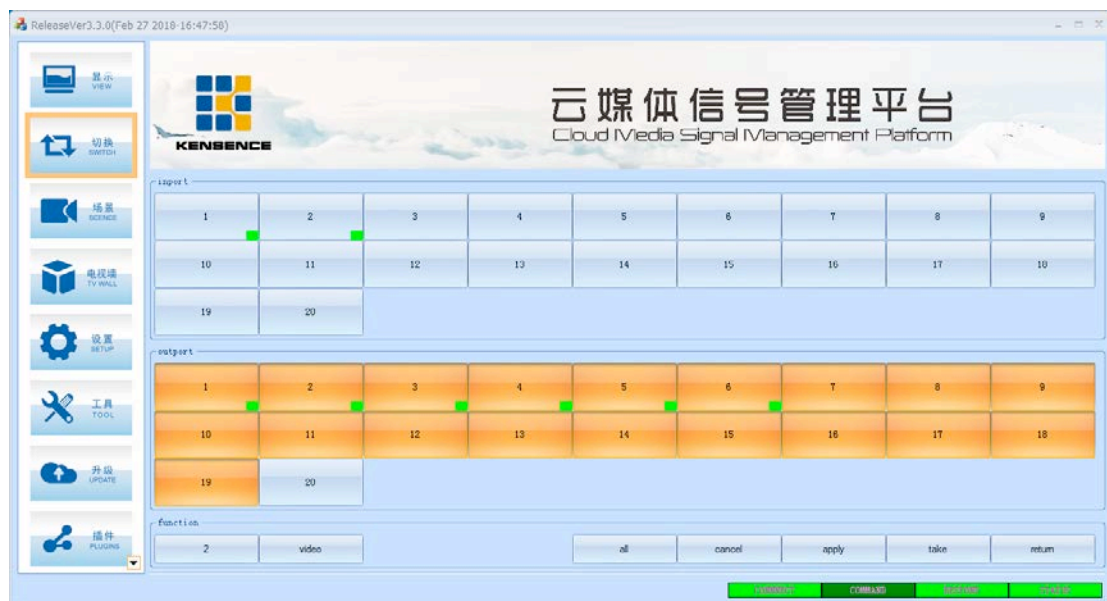 ReleaseVer3.3.0(Feb 27 2018-16:47:58)
显示
VIEW
切换
SWITCH
场景
SCENCE
电视墙
TV WALL
设置
SETUP
工具
TOOL
升级
UPDATE
插件
PLUGINS
KENSENCE
云媒体信号管理平台
Cloud Media Signal Management Platform
inport
1 2 3 4 5 6 7 8 9
10 11 12 13 14 15 16 17 18
19 20
outport
1 2 3 4 5 6 7 8 9
10 11 12 13 14 15 16 17 18
19 20
function
2 video all cancel apply take return
COMMAND